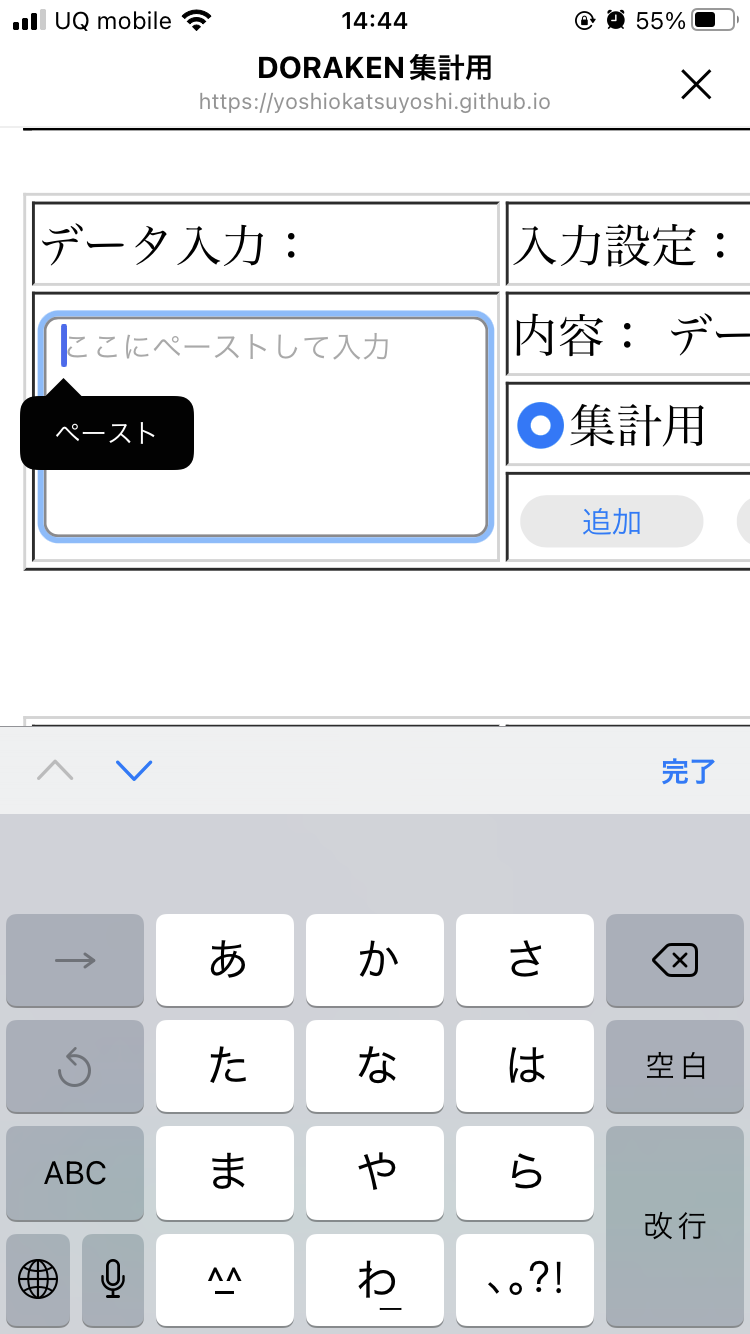 UQ mobile 14:44 55%
DORAKEN集計用
https://yoshiokatsuyoshi.github.io
データ入力： 入力設定：
ここにペーストして入力
内容： デー
ペースト
集計用
追加
完了
→ あ か さ
た な は 空白
ABC ま や ら
改行
^_^ わ_ 、。?!